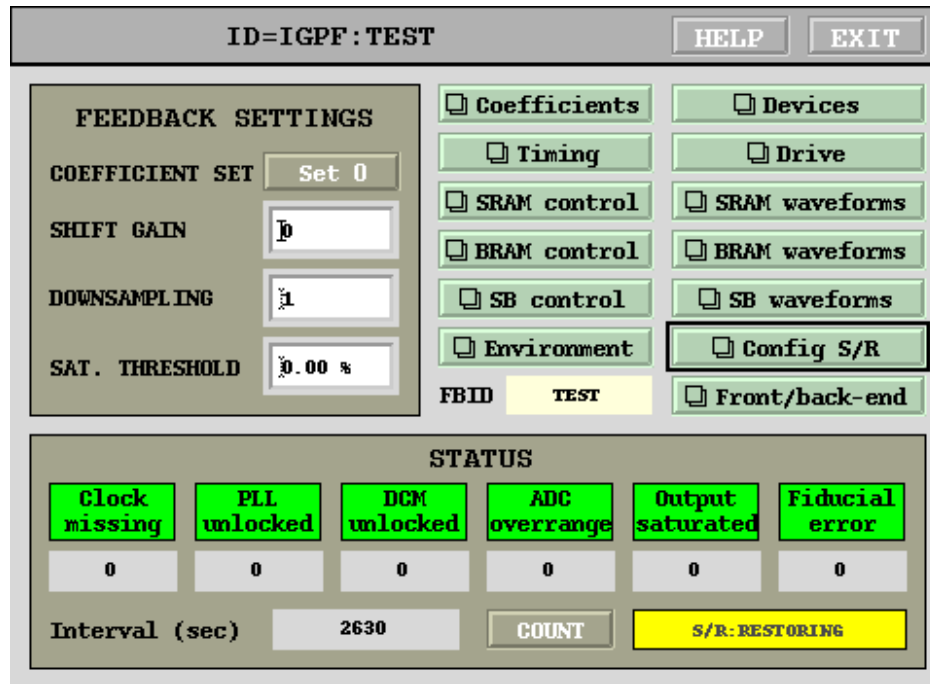 ID=IGPF:TEST
HELP
EXIT
FEEDBACK SETTINGS
COEFFICIENT SET
Set 0
SHIFT GAIN
0
DOWNSAMPLING
1
SAT. THRESHOLD
0.00 %
Coefficients
Devices
Timing
Drive
SRAM control
SRAM waveforms
BRAM control
BRAM waveforms
SB control
SB waveforms
Environment
Config S/R
FBID
TEST
Front/back-end
STATUS
Clock
missing
PLL
unlocked
DCM
unlocked
ADC
overrange
Output
saturated
Fiducial
error
0
0
0
0
0
0
Interval (sec)
2630
COUNT
S/R:RESTORING